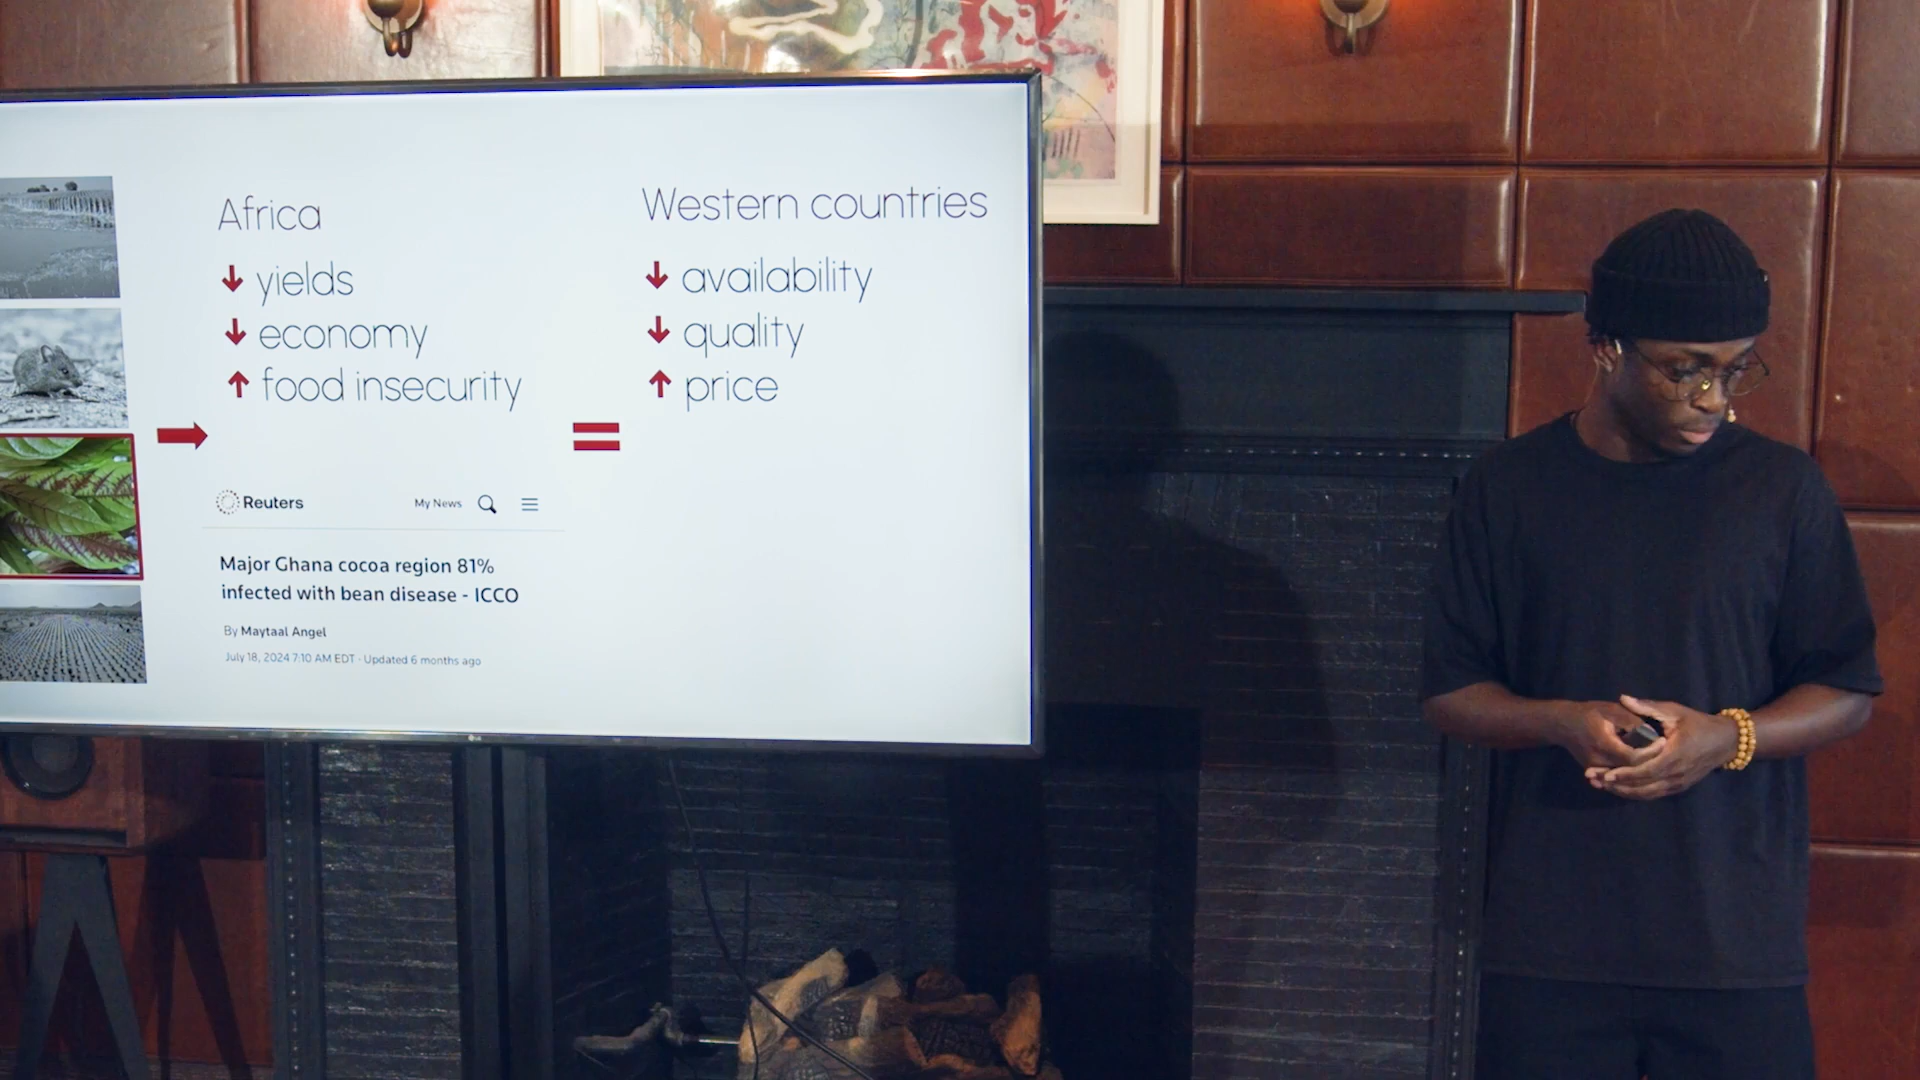 Africa
↓ yields
↓ economy
↑ food insecurity
Western countries
↓ availability
↓ quality
↑ price
=
Reuters
My News
Major Ghana cocoa region 81%
infected with bean disease - ICCO
By Maytaal Angel
July 18, 2024 7:10 AM EDT · Updated 6 months ago
LG